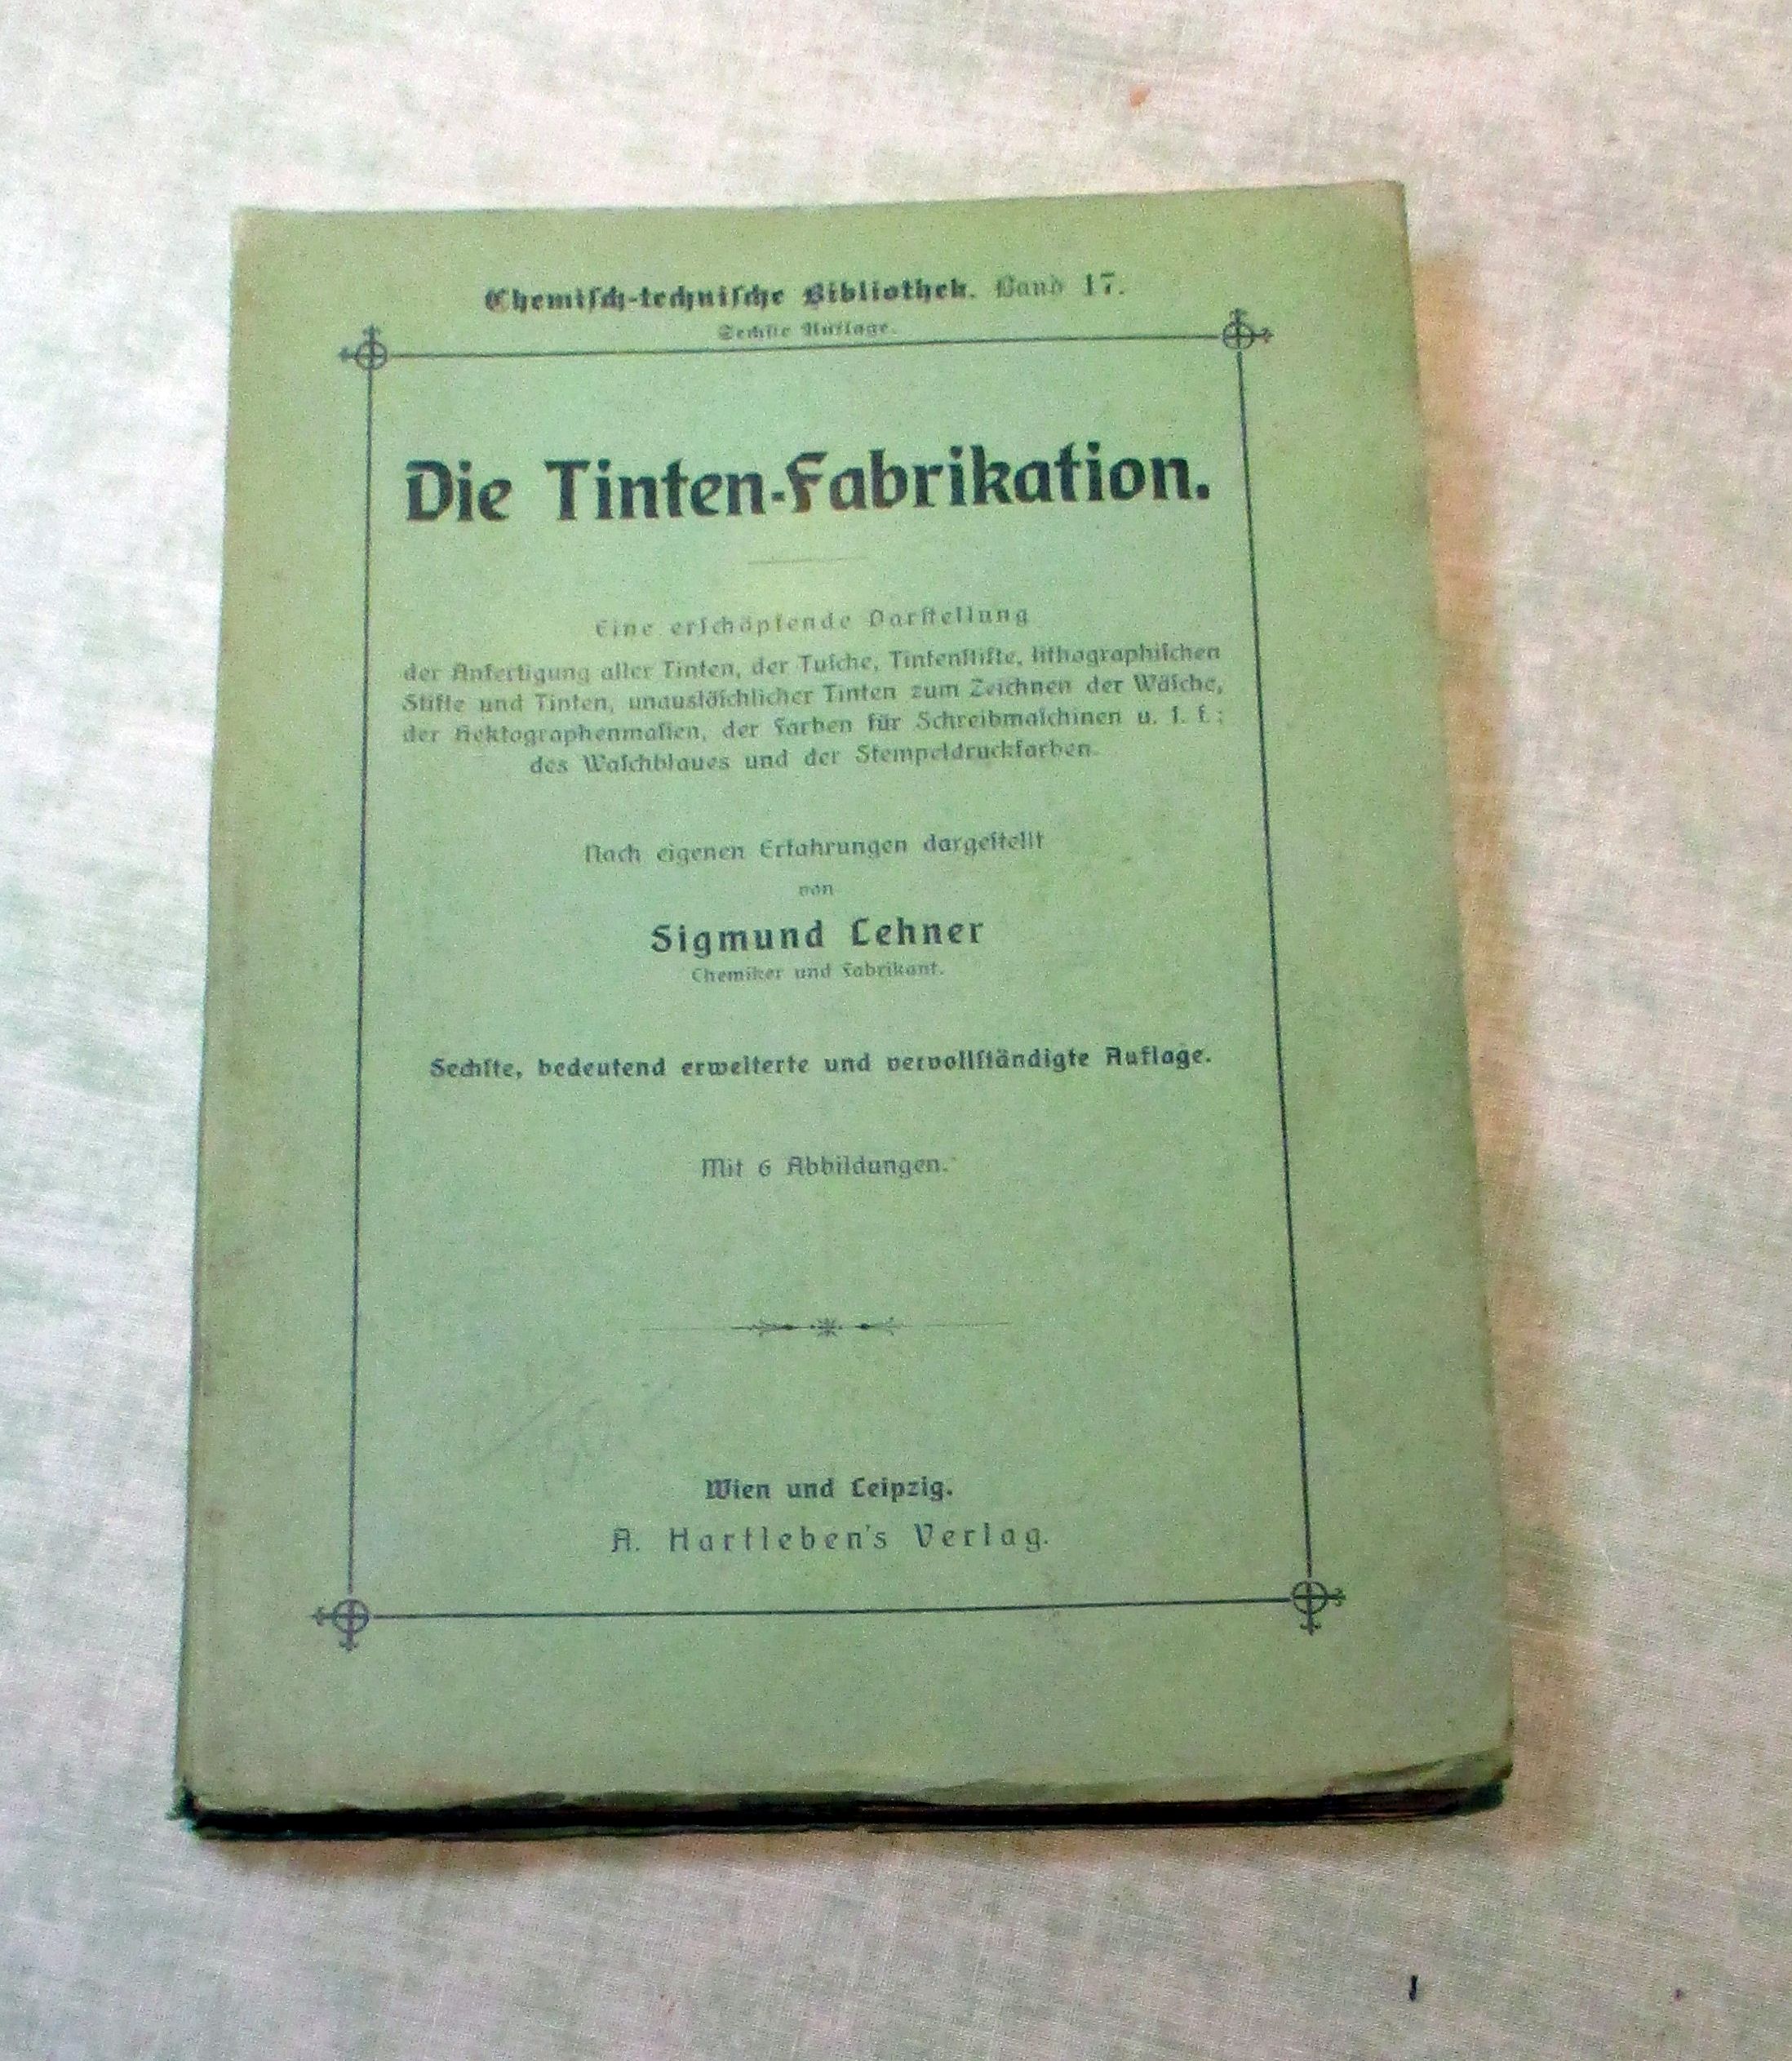 Chemiſch-techniſche Bibliothek. Band 17.
Sechſte Auflage.
Die Tinten-Fabrikation.
Eine erſchöpfende Darſtellung
der Anfertigung aller Tinten, der Tuſche, Tintenſtifte, lithographiſchen
Stifte und Tinten, unauslöſchlicher Tinten zum Zeichnen der Wäſche,
der Hektographenmaſſen, der Farben für Schreibmaſchinen u. ſ. f.;
des Waſchblaues und der Stempeldruckfarben.
Nach eigenen Erfahrungen dargeſtellt
von
Sigmund Lehner
Chemiker und Fabrikant.
Sechſte, bedeutend erweiterte und vervollſtändigte Auflage.
Mit 6 Abbildungen.
Wien und Leipzig.
A. Hartleben's Verlag.